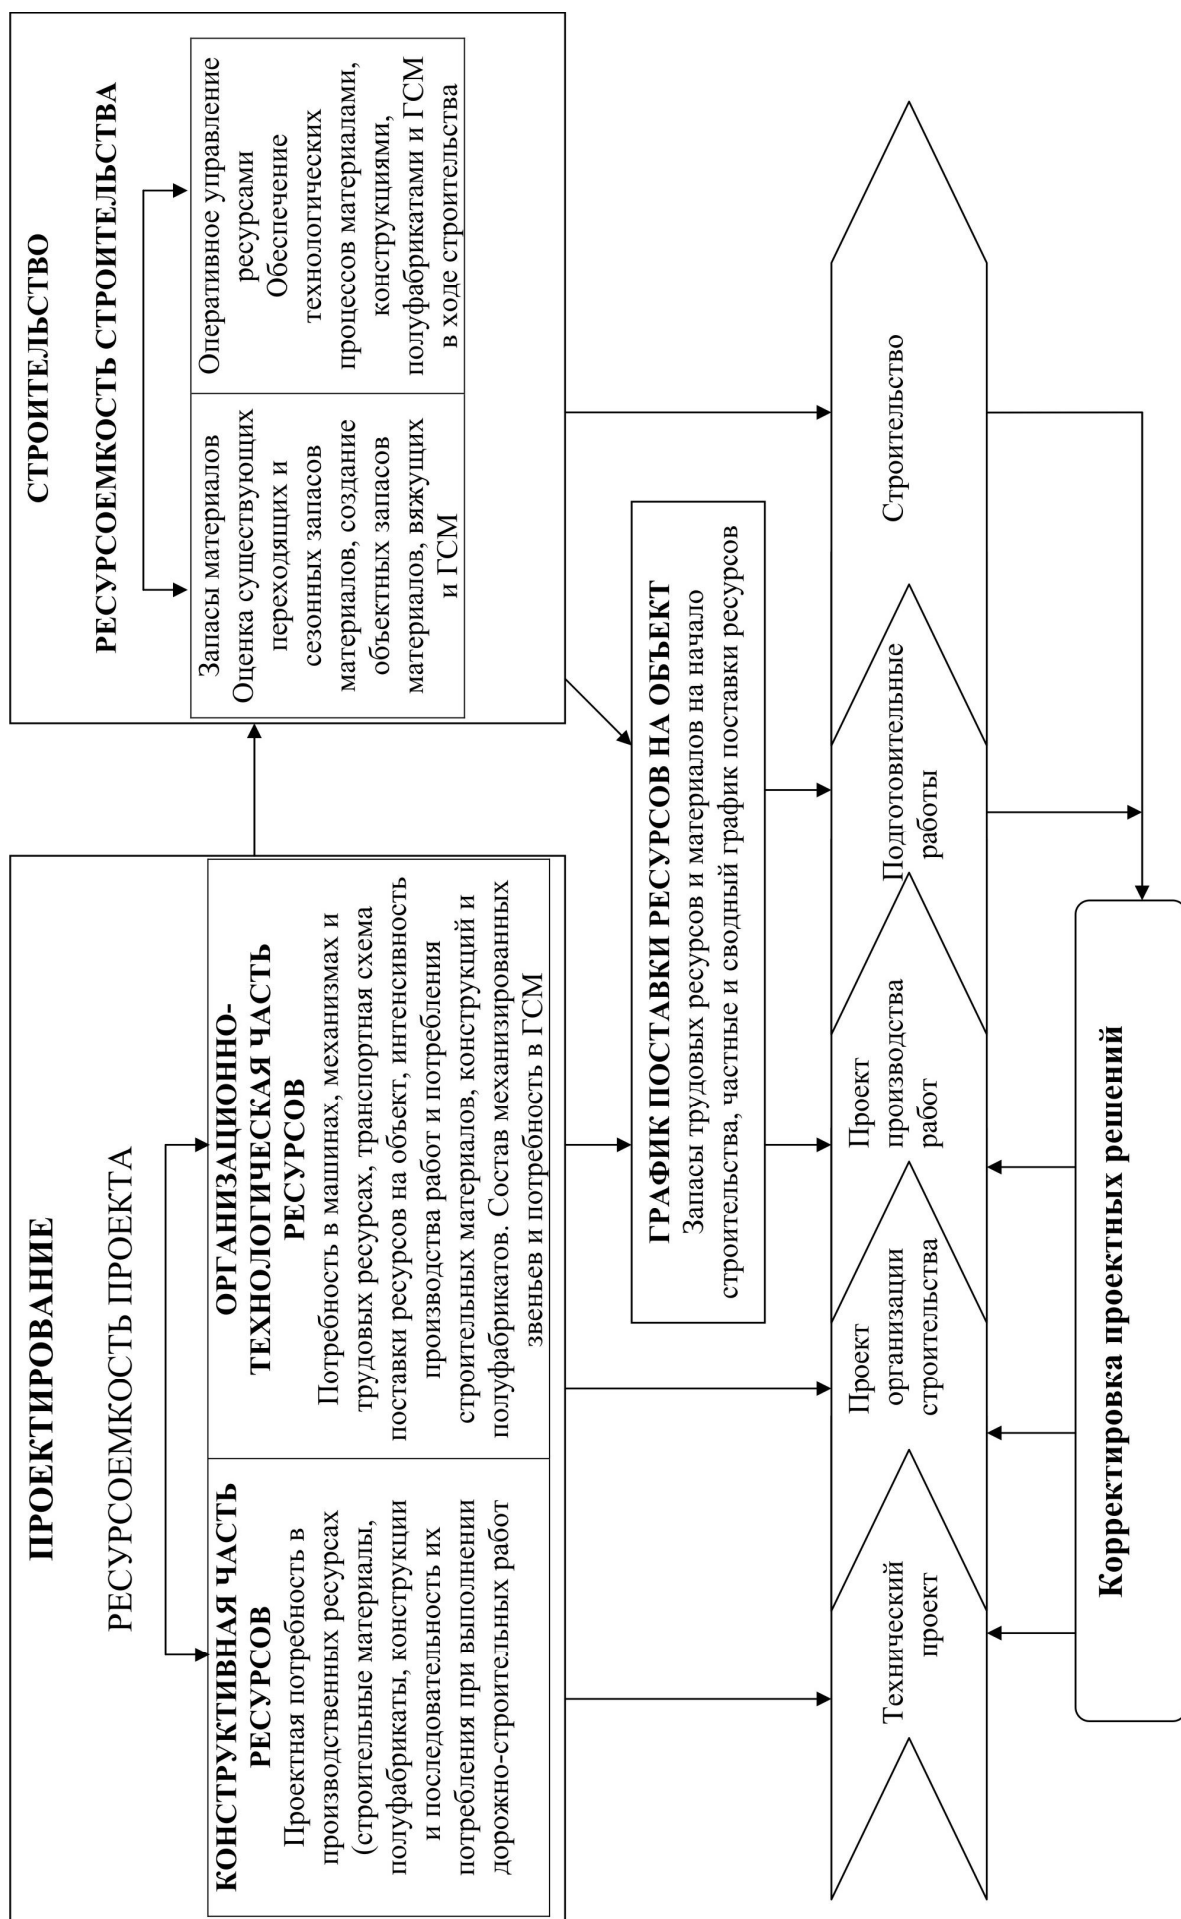 ПРОЕКТИРОВАНИЕ
РЕСУРСОЕМКОСТЬ ПРОЕКТА
КОНСТРУКТИВНАЯ ЧАСТЬ
РЕСУРСОВ
Проектная потребность в
производственных ресурсах
(строительные материалы,
полуфабрикаты, конструкции
и последовательность их
потребления при выполнении
дорожно-строительных работ
ОРГАНИЗАЦИОННО-
ТЕХНОЛОГИЧЕСКАЯ ЧАСТЬ
РЕСУРСОВ
Потребность в машинах, механизмах и
трудовых ресурсах, транспортная схема
поставки ресурсов на объект, интенсивность
производства работ и потребления
строительных материалов, конструкций и
полуфабрикатов. Состав механизированных
звеньев и потребность в ГСМ
СТРОИТЕЛЬСТВО
РЕСУРСОЕМКОСТЬ СТРОИТЕЛЬСТВА
Запасы материалов
Оценка существующих
переходящих и
сезонных запасов
материалов, создание
объектных запасов
материалов, вяжущих
и ГСМ
Оперативное управление
ресурсами
Обеспечение
технологических
процессов материалами,
конструкциями,
полуфабрикатами и ГСМ
в ходе строительства
ГРАФИК ПОСТАВКИ РЕСУРСОВ НА ОБЪЕКТ
Запасы трудовых ресурсов и материалов на начало
строительства, частные и сводный график поставки ресурсов
Технический
проект
Проект
организации
строительства
Проект
производства
работ
Подготовительные
работы
Строительство
Корректировка проектных решений